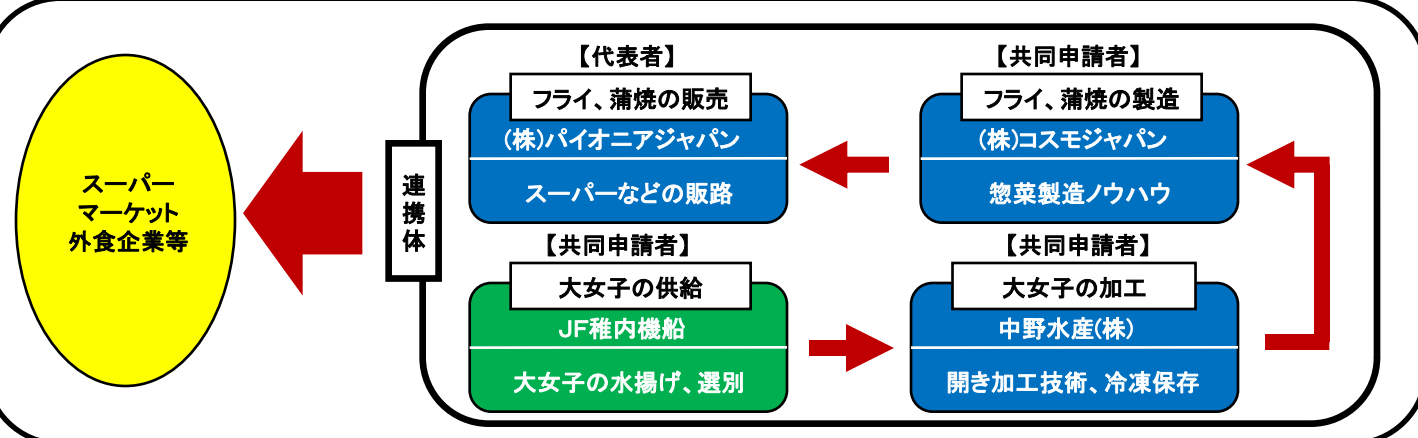 スーパー
マーケット
外食企業等
連携体
【代表者】
フライ、蒲焼の販売
(株)パイオニアジャパン
スーパーなどの販路
【共同申請者】
フライ、蒲焼の製造
(株)コスモジャパン
惣菜製造ノウハウ
【共同申請者】
大女子の供給
JF稚内機船
大女子の水揚げ、選別
【共同申請者】
大女子の加工
中野水産(株)
開き加工技術、冷凍保存